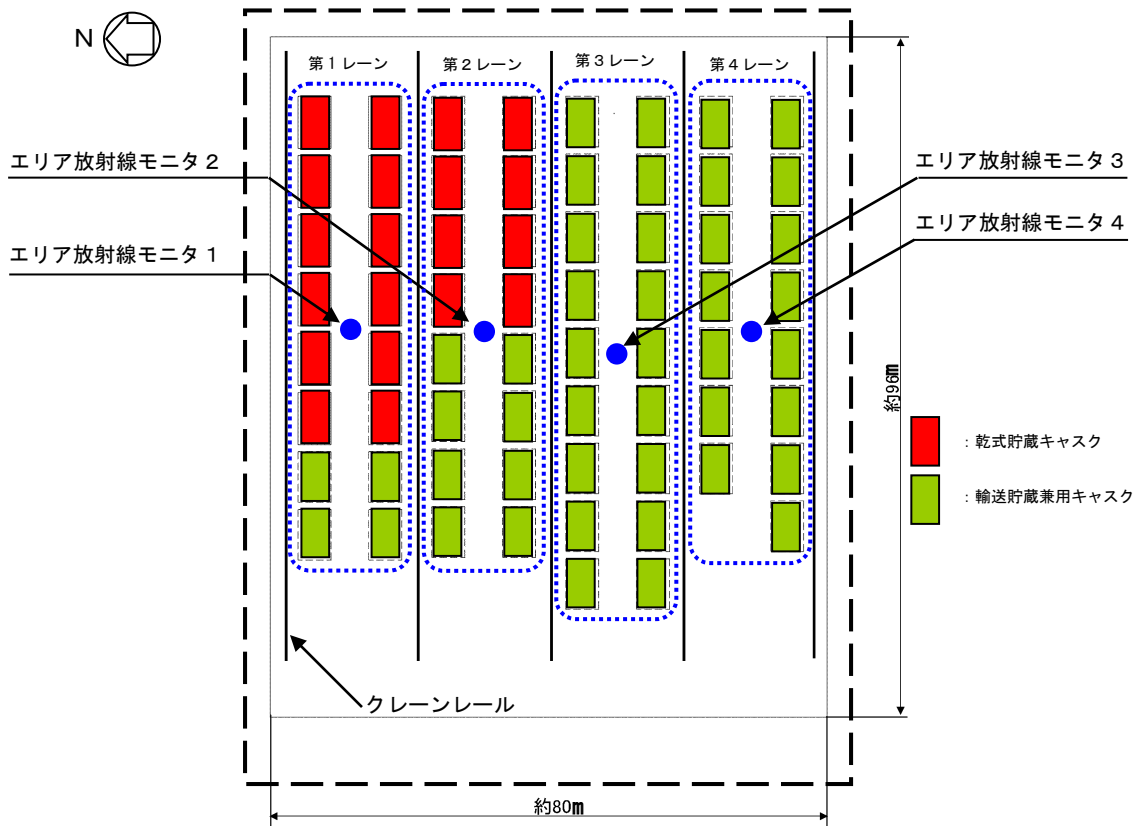 N
第1レーン
第2レーン
第3レーン
第4レーン
エリア放射線モニタ2
エリア放射線モニタ1
エリア放射線モニタ3
エリア放射線モニタ4
約96m
：乾式貯蔵キャスク
：輸送貯蔵兼用キャスク
クレーンレール
約80m